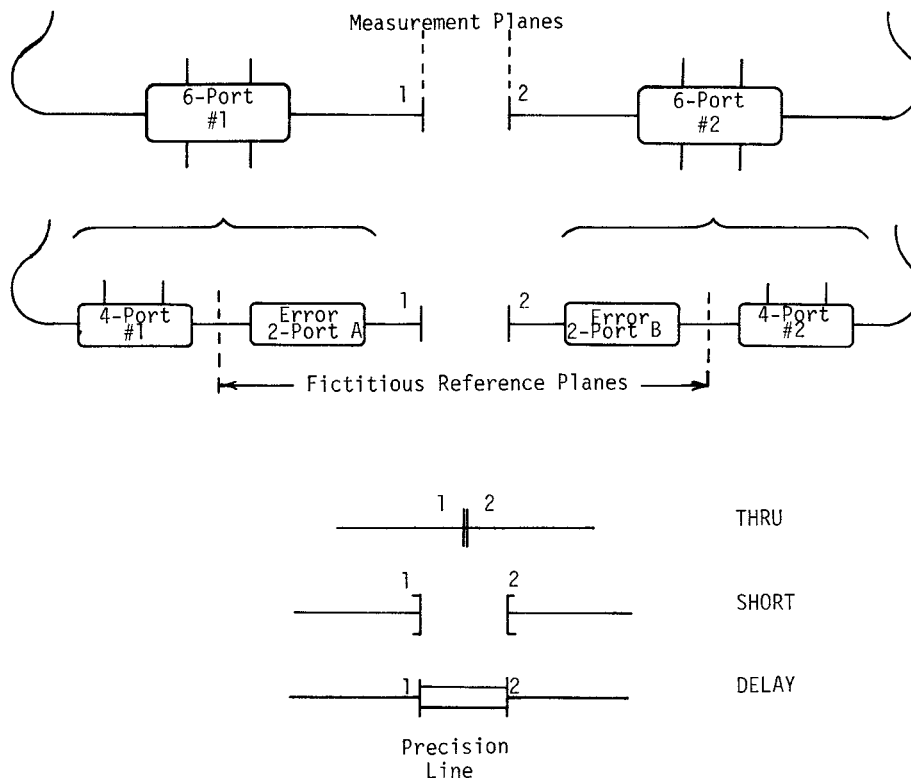 Measurement Planes
1 2
6-Port
#1
6-Port
#2
1 2
4-Port
#1
Error
2-Port A
Error
2-Port B
4-Port
#2
Fictitious Reference Planes
1 2
THRU
1 2
SHORT
1 2
DELAY
Precision
Line